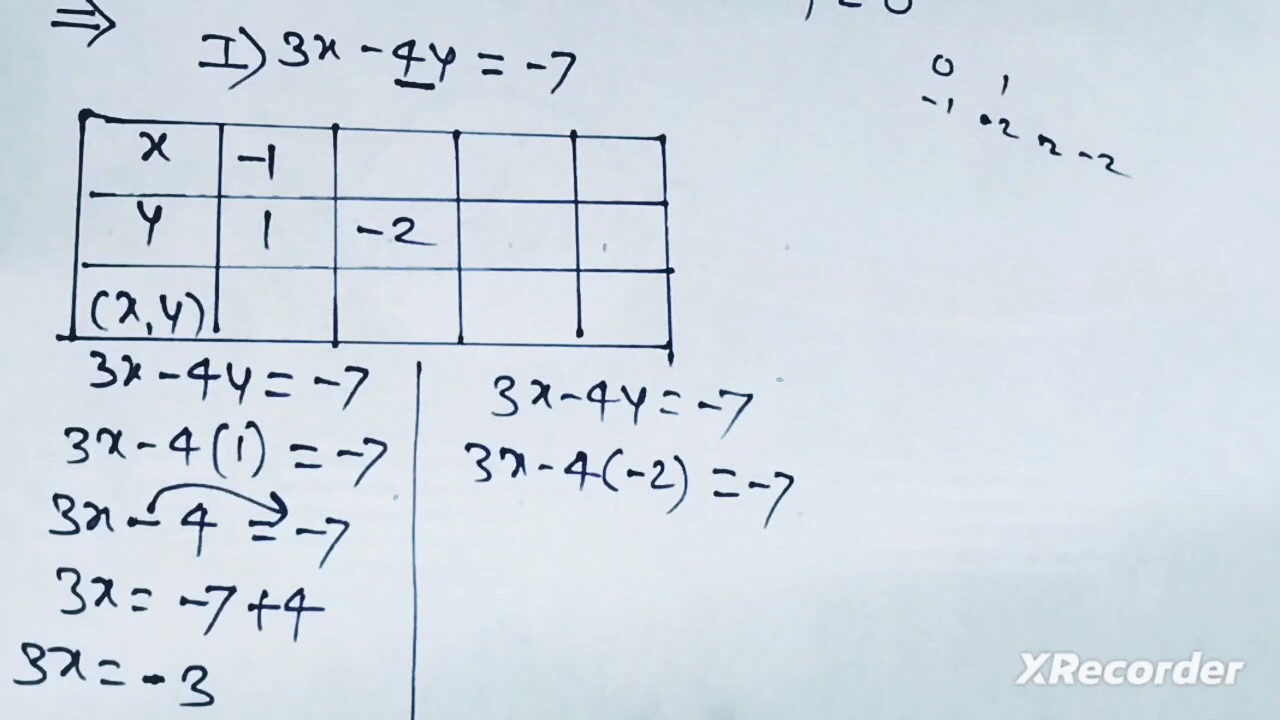 ⇒
I) 3x - 4y = -7
0 1
-1 2 2 -2
x -1
y 1 -2
(x, y)
3x - 4y = -7
3x - 4(1) = -7
3x - 4 = -7
3x = -7 + 4
3x = -3
3x - 4y = -7
3x - 4(-2) = -7
XRecorder